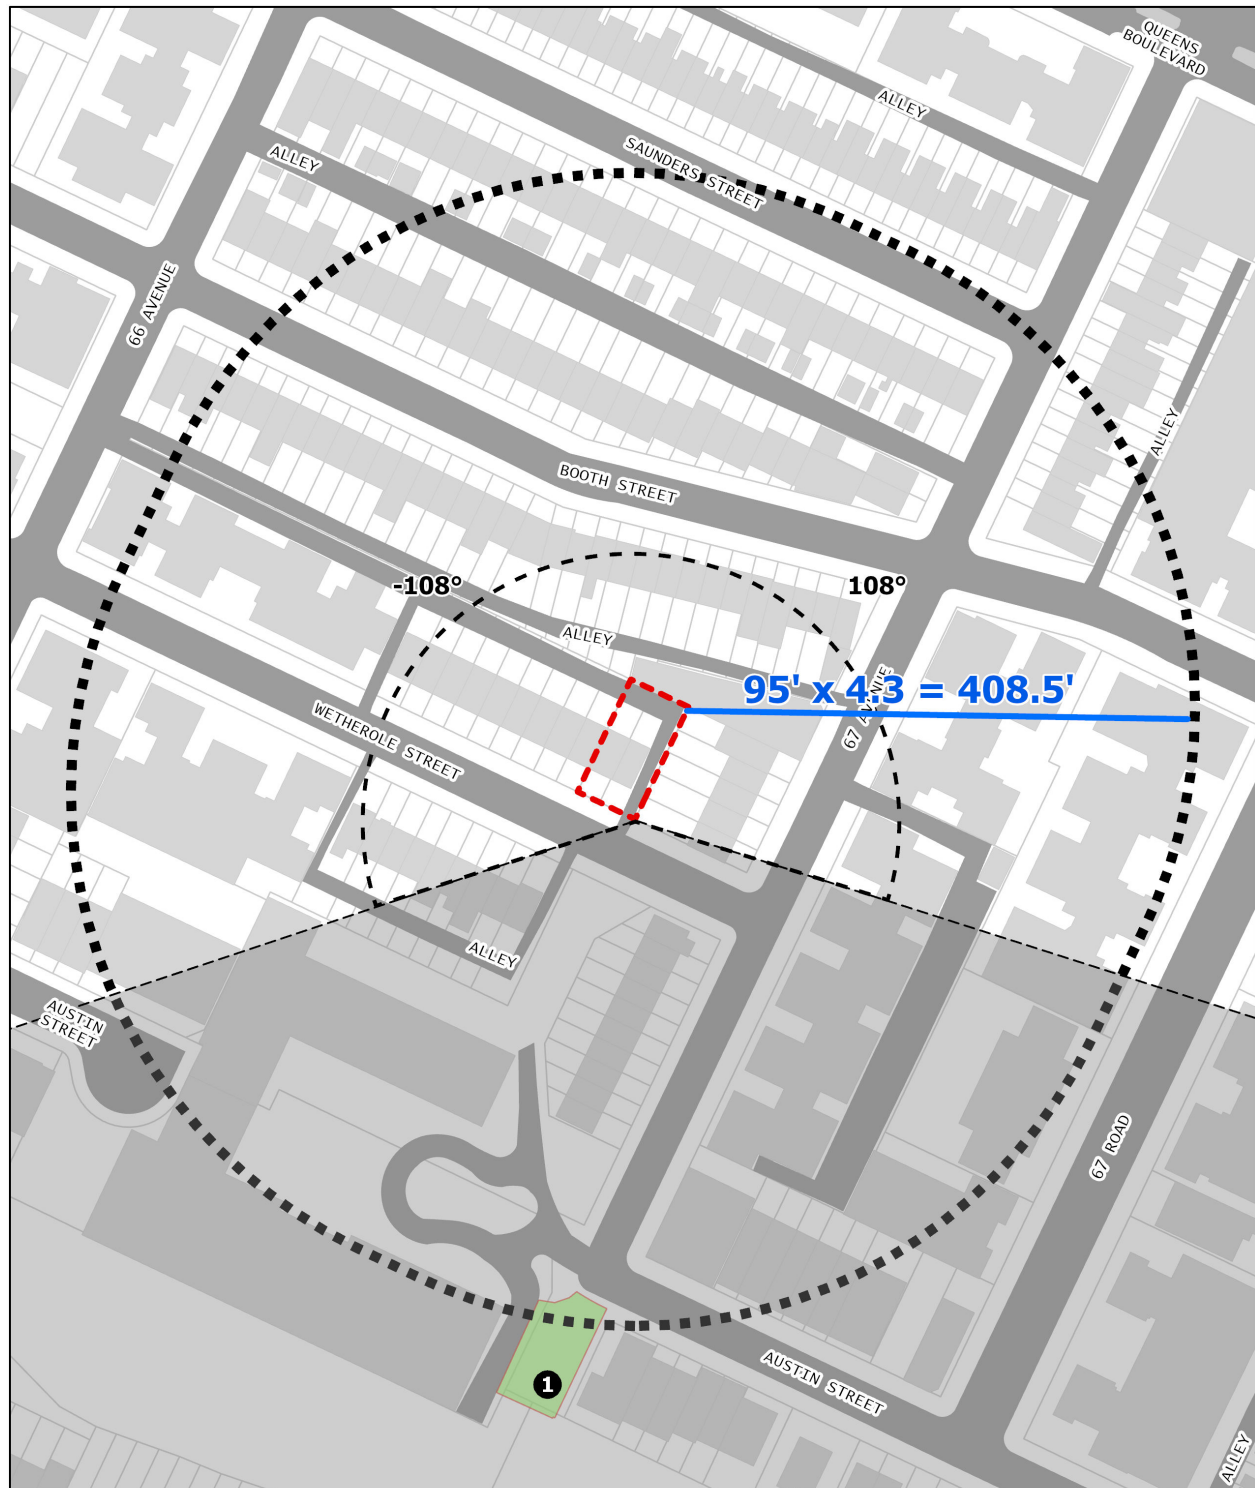 QUEENS
BOULEVARD
ALLEY
SAUNDERS STREET
ALLEY
66 AVENUE
ALLEY
BOOTH STREET
-108°
108°
ALLEY
95' x 4.3 = 408.5'
67 AVENUE
WETHEROLE STREET
ALLEY
AUSTIN
STREET
67 ROAD
1
AUSTIN STREET
ALLEY